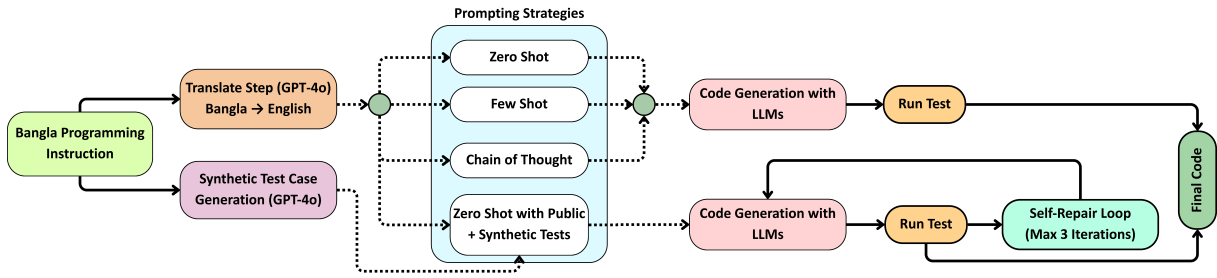 Prompting Strategies
Bangla Programming
Instruction
Translate Step (GPT-4o)
Bangla → English
Synthetic Test Case
Generation (GPT-4o)
Zero Shot
Few Shot
Chain of Thought
Zero Shot with Public
+ Synthetic Tests
Code Generation with
LLMs
Run Test
Code Generation with
LLMs
Run Test
Self-Repair Loop
(Max 3 Iterations)
Final Code